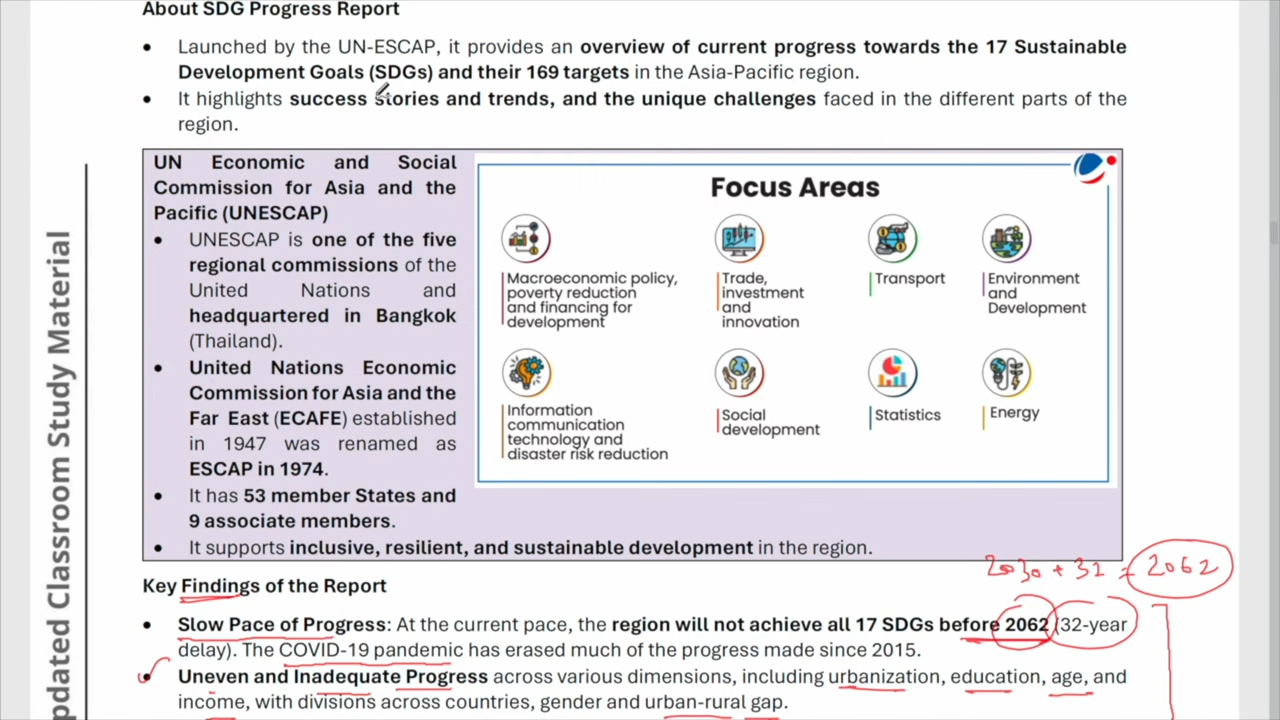 About SDG Progress Report
• Launched by the UN-ESCAP, it provides an overview of current progress towards the 17 Sustainable
Development Goals (SDGs) and their 169 targets in the Asia-Pacific region.
• It highlights success stories and trends, and the unique challenges faced in the different parts of the
region.
UN Economic and Social
Commission for Asia and the
Pacific (UNESCAP)
• UNESCAP is one of the five
regional commissions of the
United Nations and
headquartered in Bangkok
(Thailand).
• United Nations Economic
Commission for Asia and the
Far East (ECAFE) established
in 1947 was renamed as
ESCAP in 1974.
• It has 53 member States and
9 associate members.
• It supports inclusive, resilient, and sustainable development in the region.
Focus Areas
Macroeconomic policy,
poverty reduction
and financing for
development
Trade,
investment
and
innovation
Transport
Environment
and
Development
Information
communication
technology and
disaster risk reduction
Social
development
Statistics
Energy
2030 + 32 = 2062
Key Findings of the Report
• Slow Pace of Progress: At the current pace, the region will not achieve all 17 SDGs before 2062 (32-year
delay). The COVID-19 pandemic has erased much of the progress made since 2015.
• Uneven and Inadequate Progress across various dimensions, including urbanization, education, age, and
income, with divisions across countries, gender and urban-rural gap.
pdated Classroom Study Material